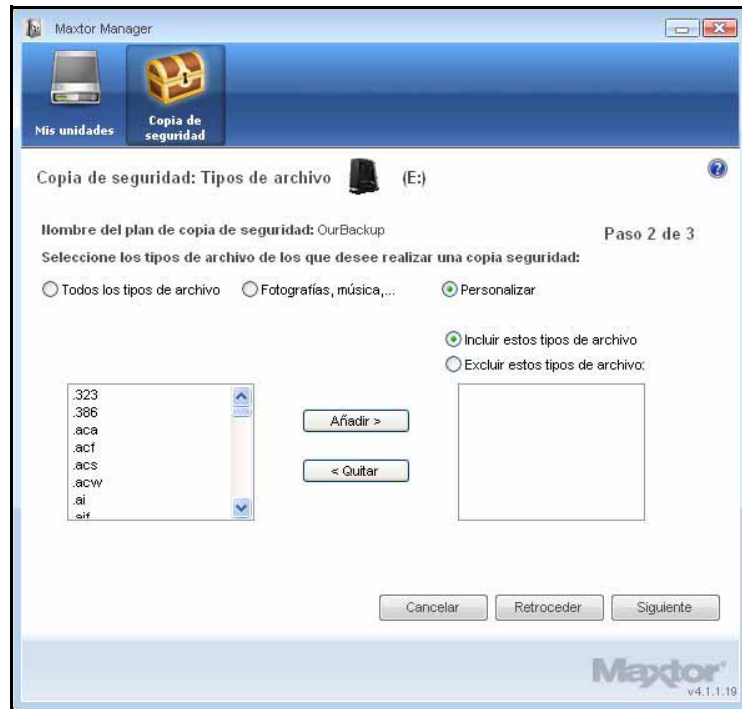 Maxtor Manager
Mis unidades
Copia de
seguridad
Copia de seguridad: Tipos de archivo (E:)
Nombre del plan de copia de seguridad: OurBackup
Paso 2 de 3
Seleccione los tipos de archivo de los que desee realizar una copia seguridad:
Todos los tipos de archivo
Fotografías, música,...
Personalizar
Incluir estos tipos de archivo
Excluir estos tipos de archivo:
.323
.386
.aca
.acf
.acs
.acw
.ai
.aif
Añadir >
< Quitar
Cancelar
Retroceder
Siguiente
Maxtor
v4.1.1.19